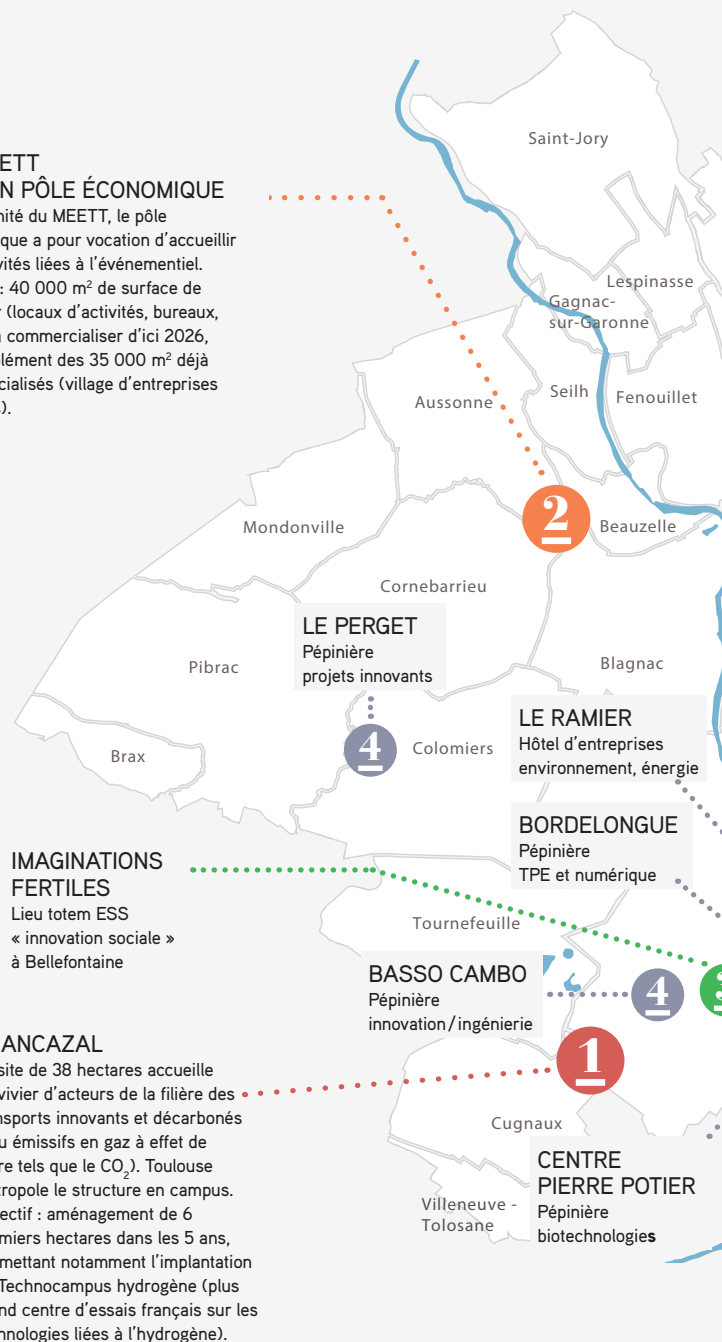 Saint-Jory
ETT
N PÔLE ÉCONOMIQUE
nité du MEETT, le pôle
que a pour vocation d'accueillir
vités liées à l'événementiel.
: 40 000 m² de surface de
r (locaux d'activités, bureaux,
à commercialiser d'ici 2026,
lément des 35 000 m² déjà
cialisés (village d'entreprises
).
Lespinasse
Gagnac-
sur-Garonne
Seilh
Fenouillet
Aussonne
2
Beauzelle
Mondonville
Cornebarrieu
LE PERGET
Pépinière
projets innovants
Pibrac
Blagnac
4
Colomiers
Brax
LE RAMIER
Hôtel d'entreprises
environnement, énergie
BORDELONGUE
Pépinière
TPE et numérique
IMAGINATIONS
FERTILES
Lieu totem ESS
« innovation sociale »
à Bellefontaine
Tournefeuille
BASSO CAMBO
Pépinière
innovation/ingénierie
4
3
ANCAZAL
site de 38 hectares accueille
vivier d'acteurs de la filière des
nsports innovants et décarbonés
u émissifs en gaz à effet de
re tels que le CO₂). Toulouse
tropole le structure en campus.
ectif : aménagement de 6
miers hectares dans les 5 ans,
mettant notamment l'implantation
Technocampus hydrogène (plus
nd centre d'essais français sur les
hnologies liées à l'hydrogène).
1
Cugnaux
CENTRE
PIERRE POTIER
Pépinière
biotechnologies
Villeneuve -
Tolosane